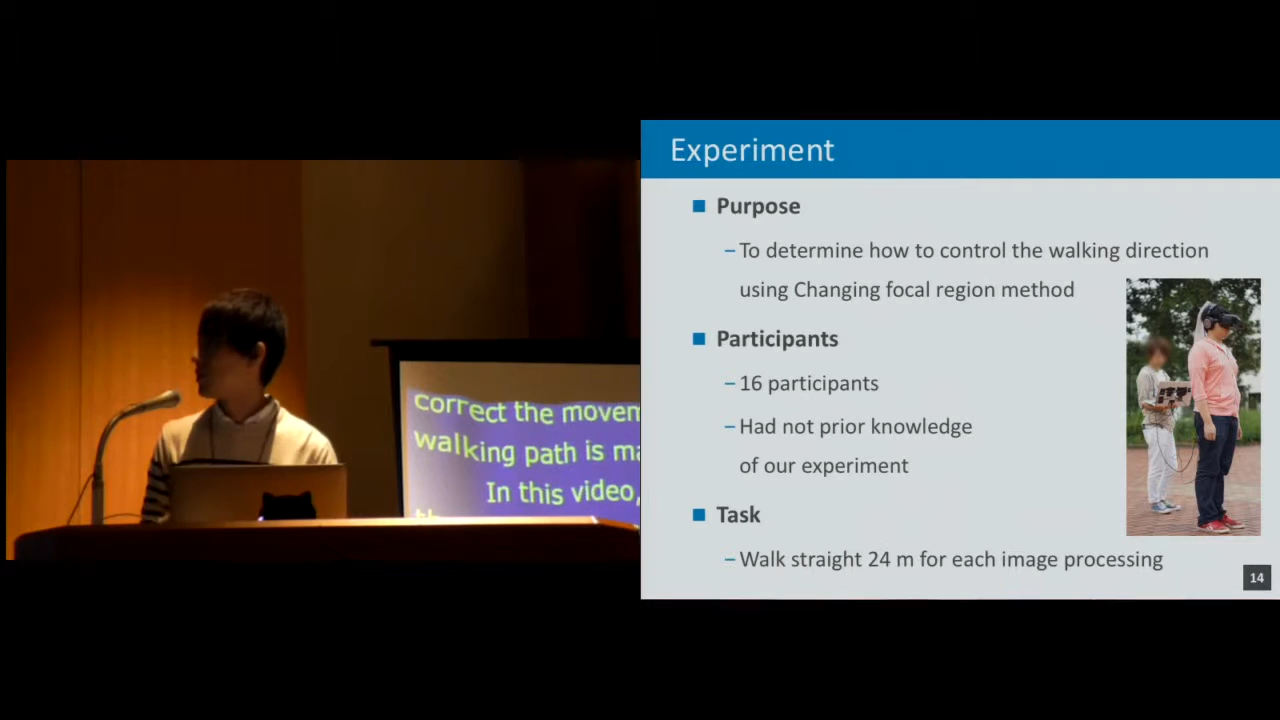 correct the movem
walking path is ma
In this video,
Experiment
Purpose
–To determine how to control the walking direction
using Changing focal region method
Participants
–16 participants
–Had not prior knowledge
of our experiment
Task
–Walk straight 24 m for each image processing
14